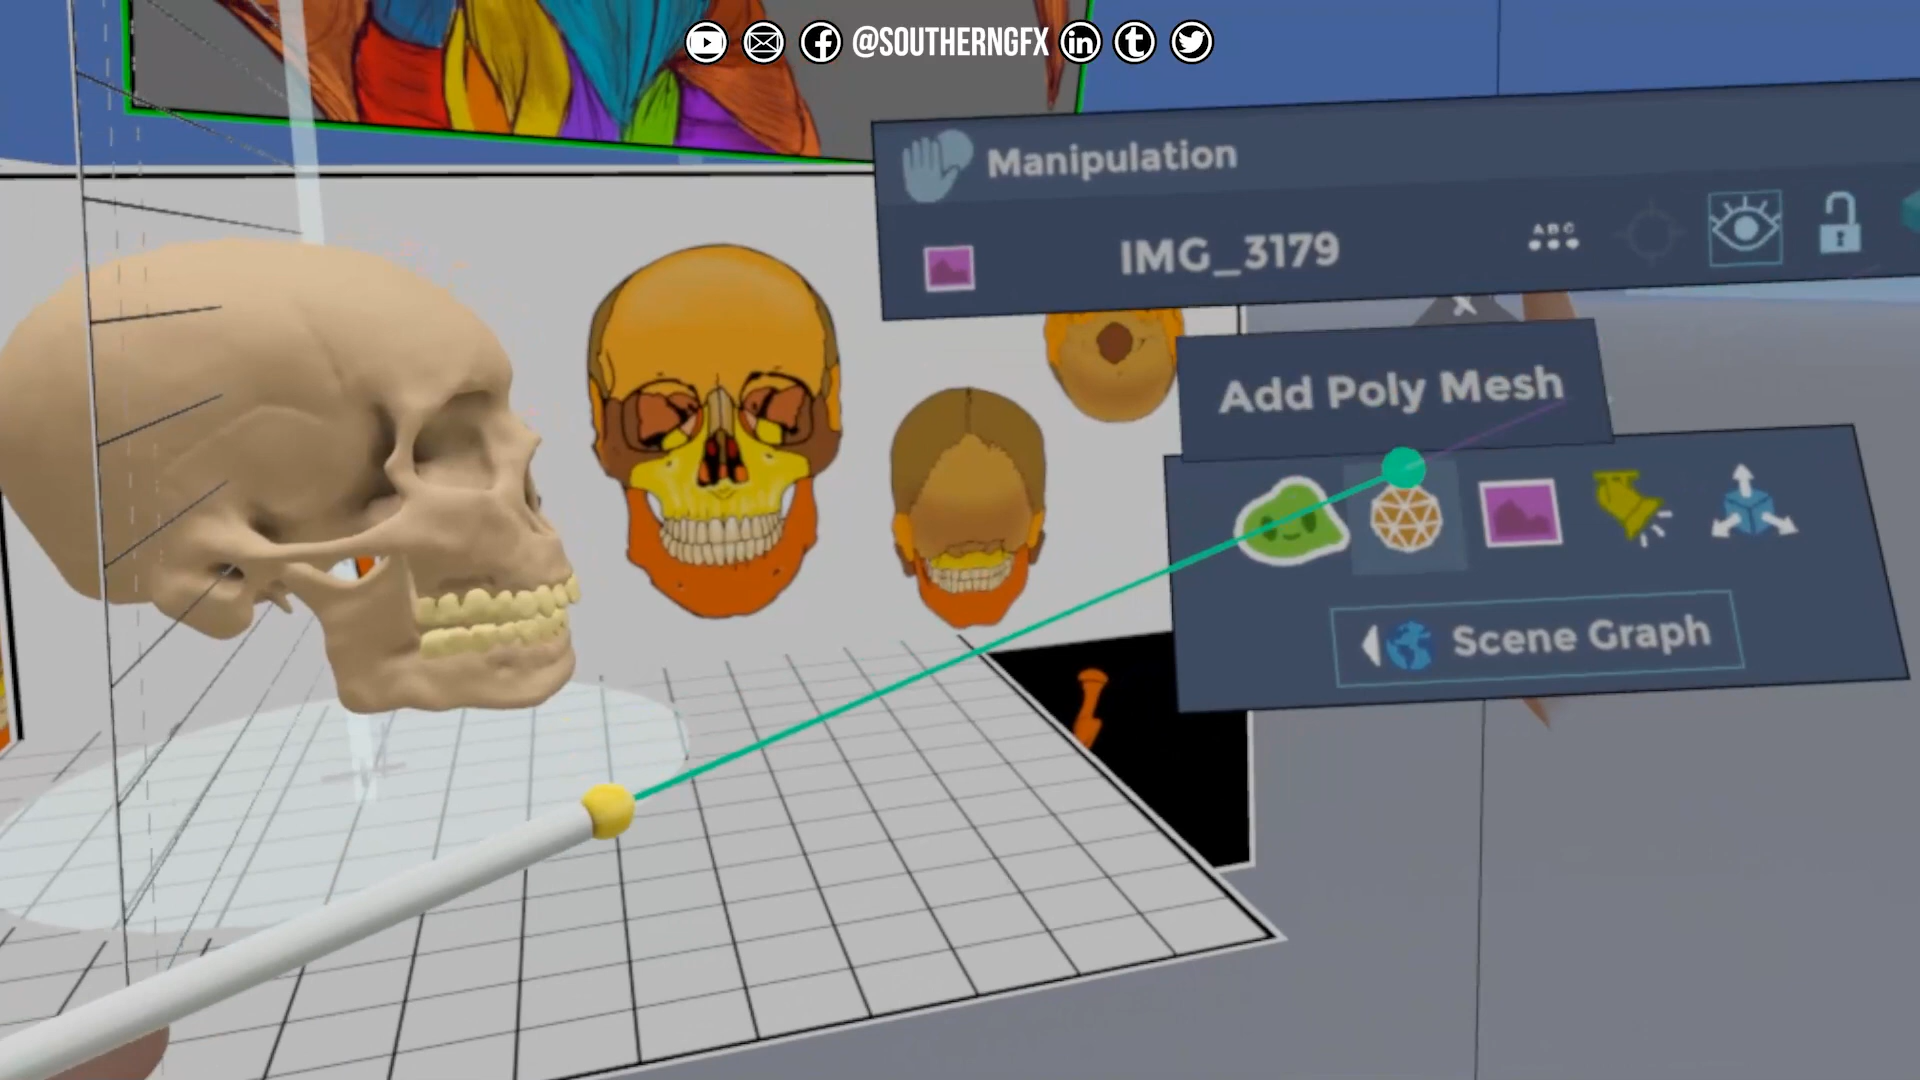 @SOUTHERNGFX
Manipulation
IMG_3179
ABC
Add Poly Mesh
Scene Graph